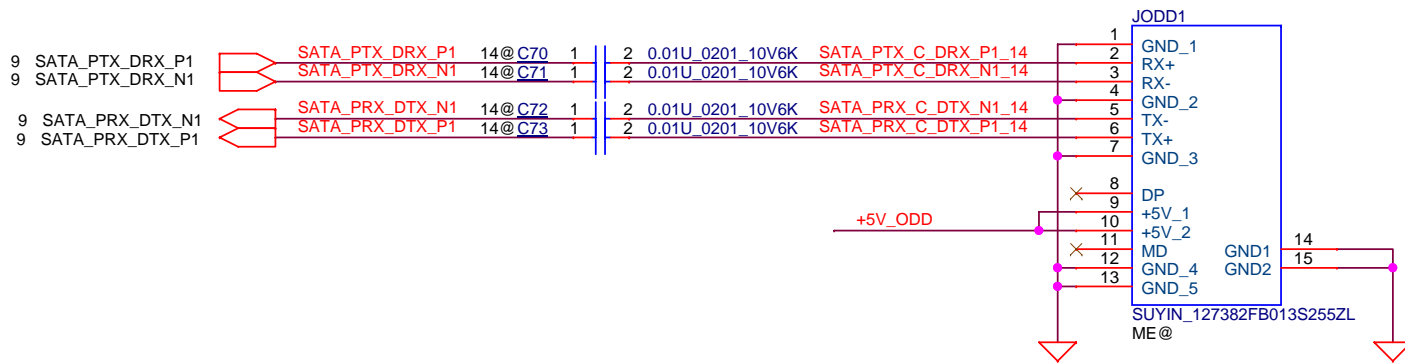 JODD1
1 GND_1
9 SATA_PTX_DRX_P1 SATA_PTX_DRX_P1 14@ C70 1 2 0.01U_0201_10V6K SATA_PTX_C_DRX_P1_14 2 RX+
9 SATA_PTX_DRX_N1 SATA_PTX_DRX_N1 14@ C71 1 2 0.01U_0201_10V6K SATA_PTX_C_DRX_N1_14 3 RX-
4 GND_2
9 SATA_PRX_DTX_N1 SATA_PRX_DTX_N1 14@ C72 1 2 0.01U_0201_10V6K SATA_PRX_C_DTX_N1_14 5 TX-
9 SATA_PRX_DTX_P1 SATA_PRX_DTX_P1 14@ C73 1 2 0.01U_0201_10V6K SATA_PRX_C_DTX_P1_14 6 TX+
7 GND_3
8 DP
9 +5V_1
+5V_ODD 10 +5V_2
11 MD GND1 14
12 GND_4 GND2 15
13 GND_5
SUYIN_127382FB013S255ZL
ME@